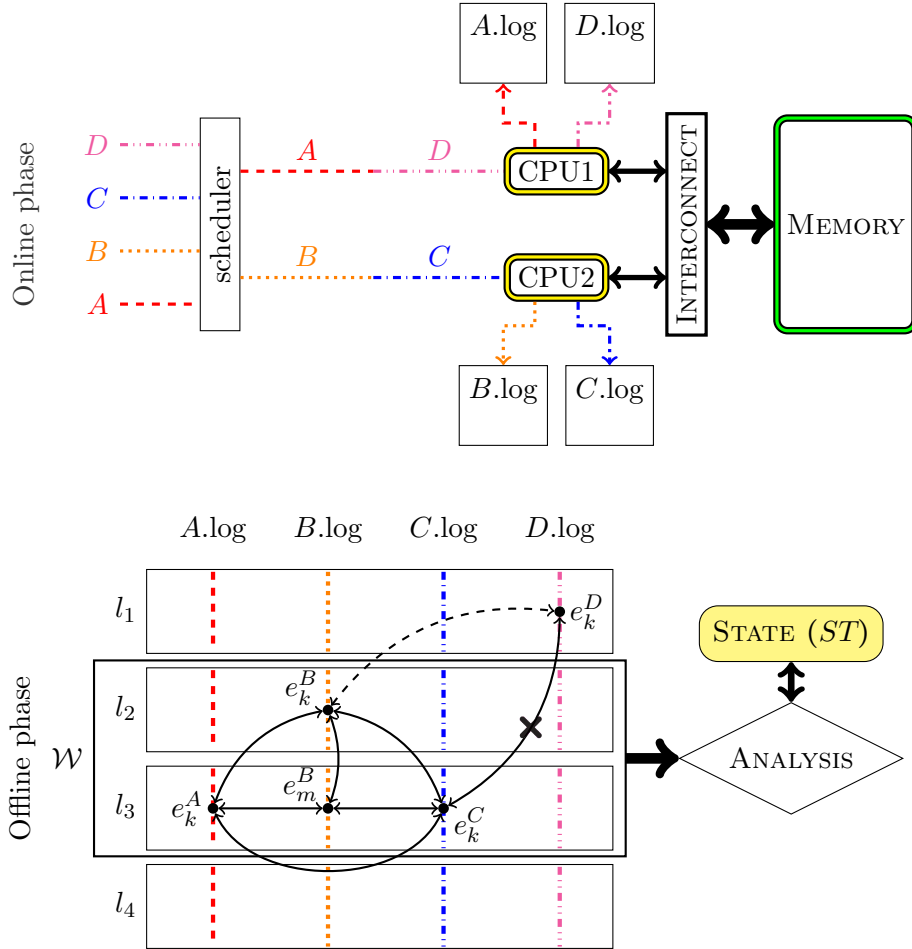 A.log D.log
Online phase
D
C
B
A
scheduler
A D
B C
CPU1
CPU2
INTERCONNECT
MEMORY
B.log C.log
Offline phase
A.log B.log C.log D.log
l₁
l₂
l₃
l₄
𝒲
e_k^D
e_k^B
e_m^B
e_k^A
e_k^C
STATE (ST)
ANALYSIS